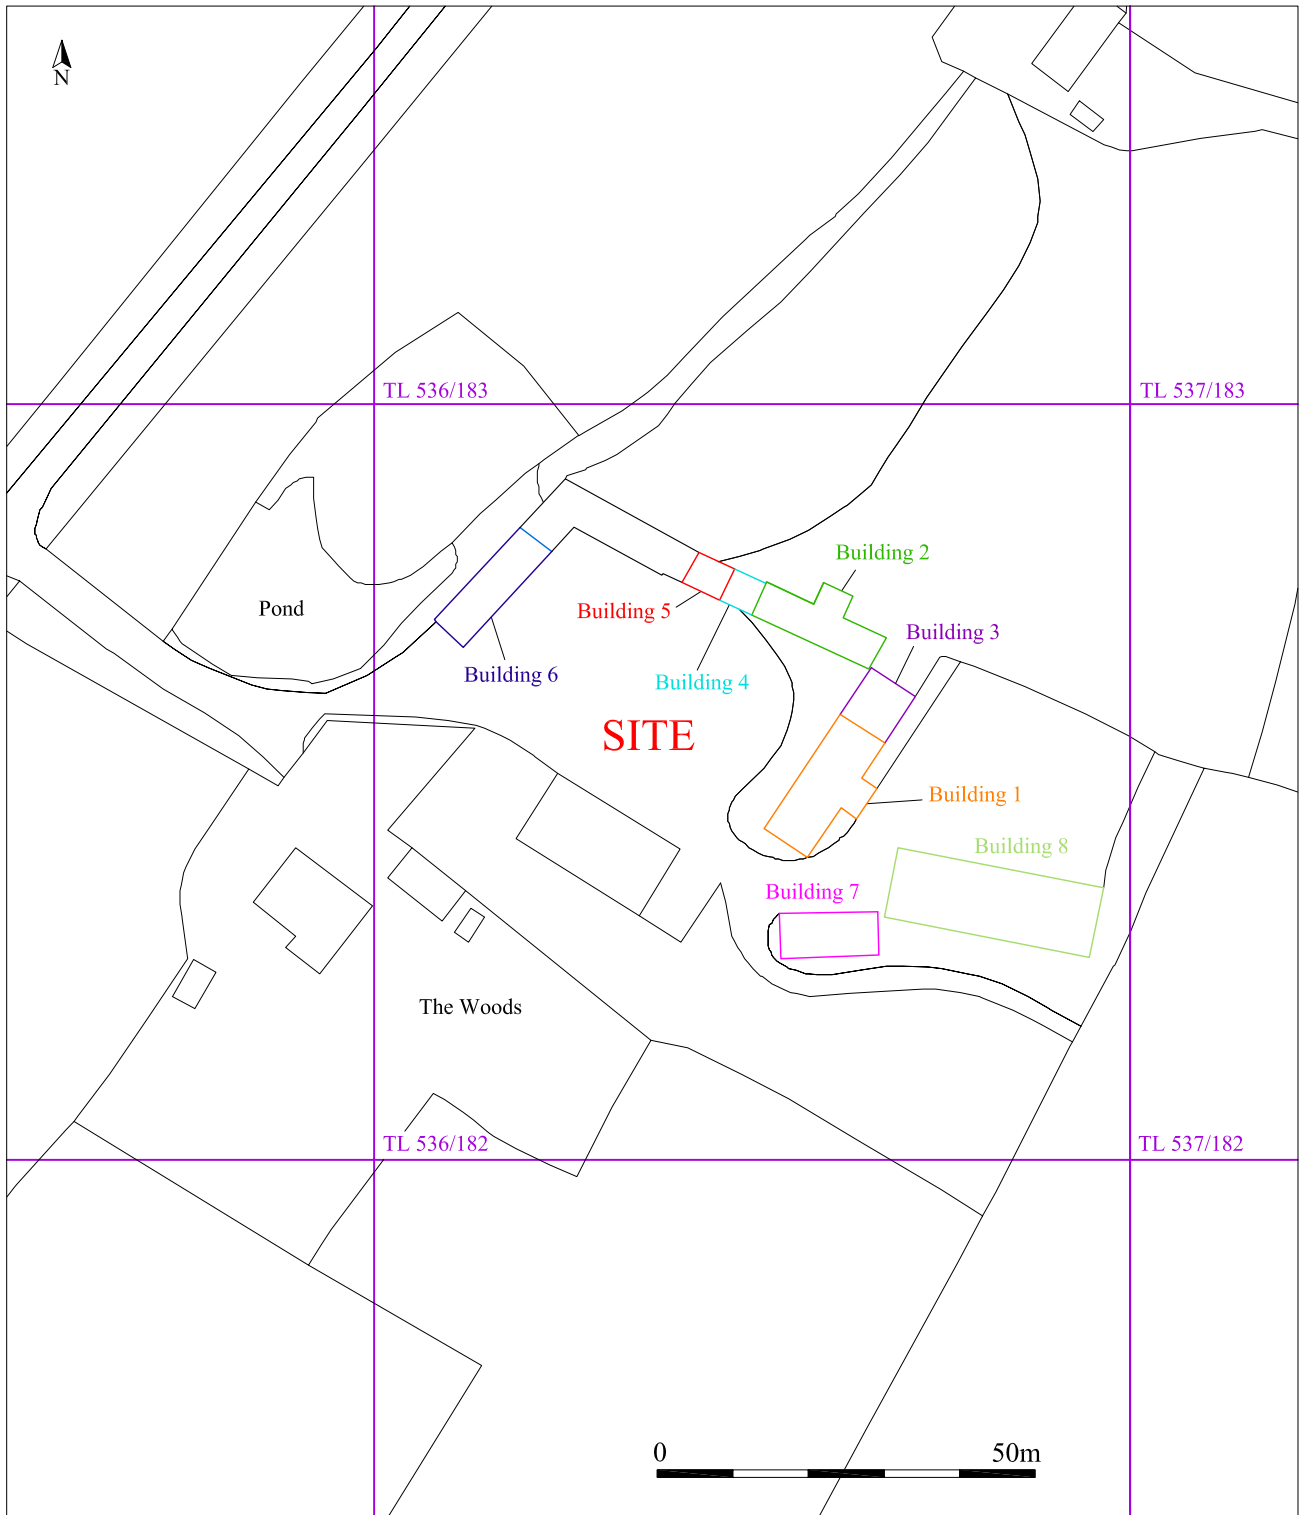 N
TL 536/183
TL 537/183
Building 2
Pond
Building 5
Building 3
Building 6
Building 4
SITE
Building 1
Building 8
Building 7
The Woods
TL 536/182
TL 537/182
0 50m